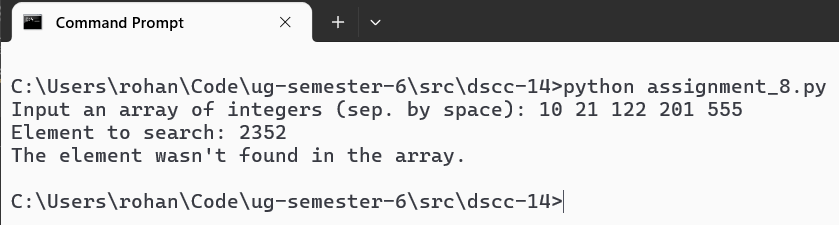 Command Prompt
C:\Users\rohan\Code\ug-semester-6\src\dscc-14>python assignment_8.py
Input an array of integers (sep. by space): 10 21 122 201 555
Element to search: 2352
The element wasn't found in the array.
C:\Users\rohan\Code\ug-semester-6\src\dscc-14>